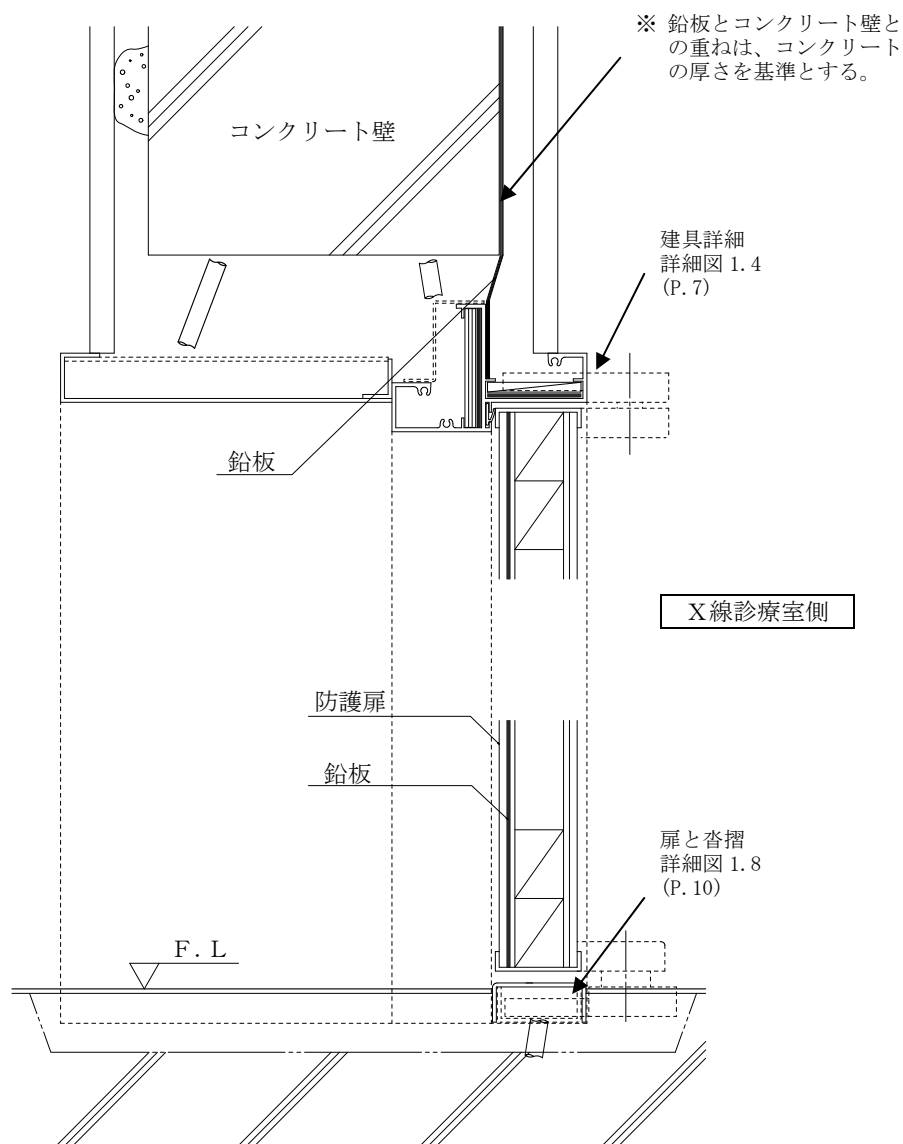 ※ 鉛板とコンクリート壁と
の重ねは、コンクリート
の厚さを基準とする。
コンクリート壁
建具詳細
詳細図 1.4
(P. 7)
鉛板
X線診療室側
防護扉
鉛板
扉と沓摺
詳細図 1.8
(P. 10)
F. L